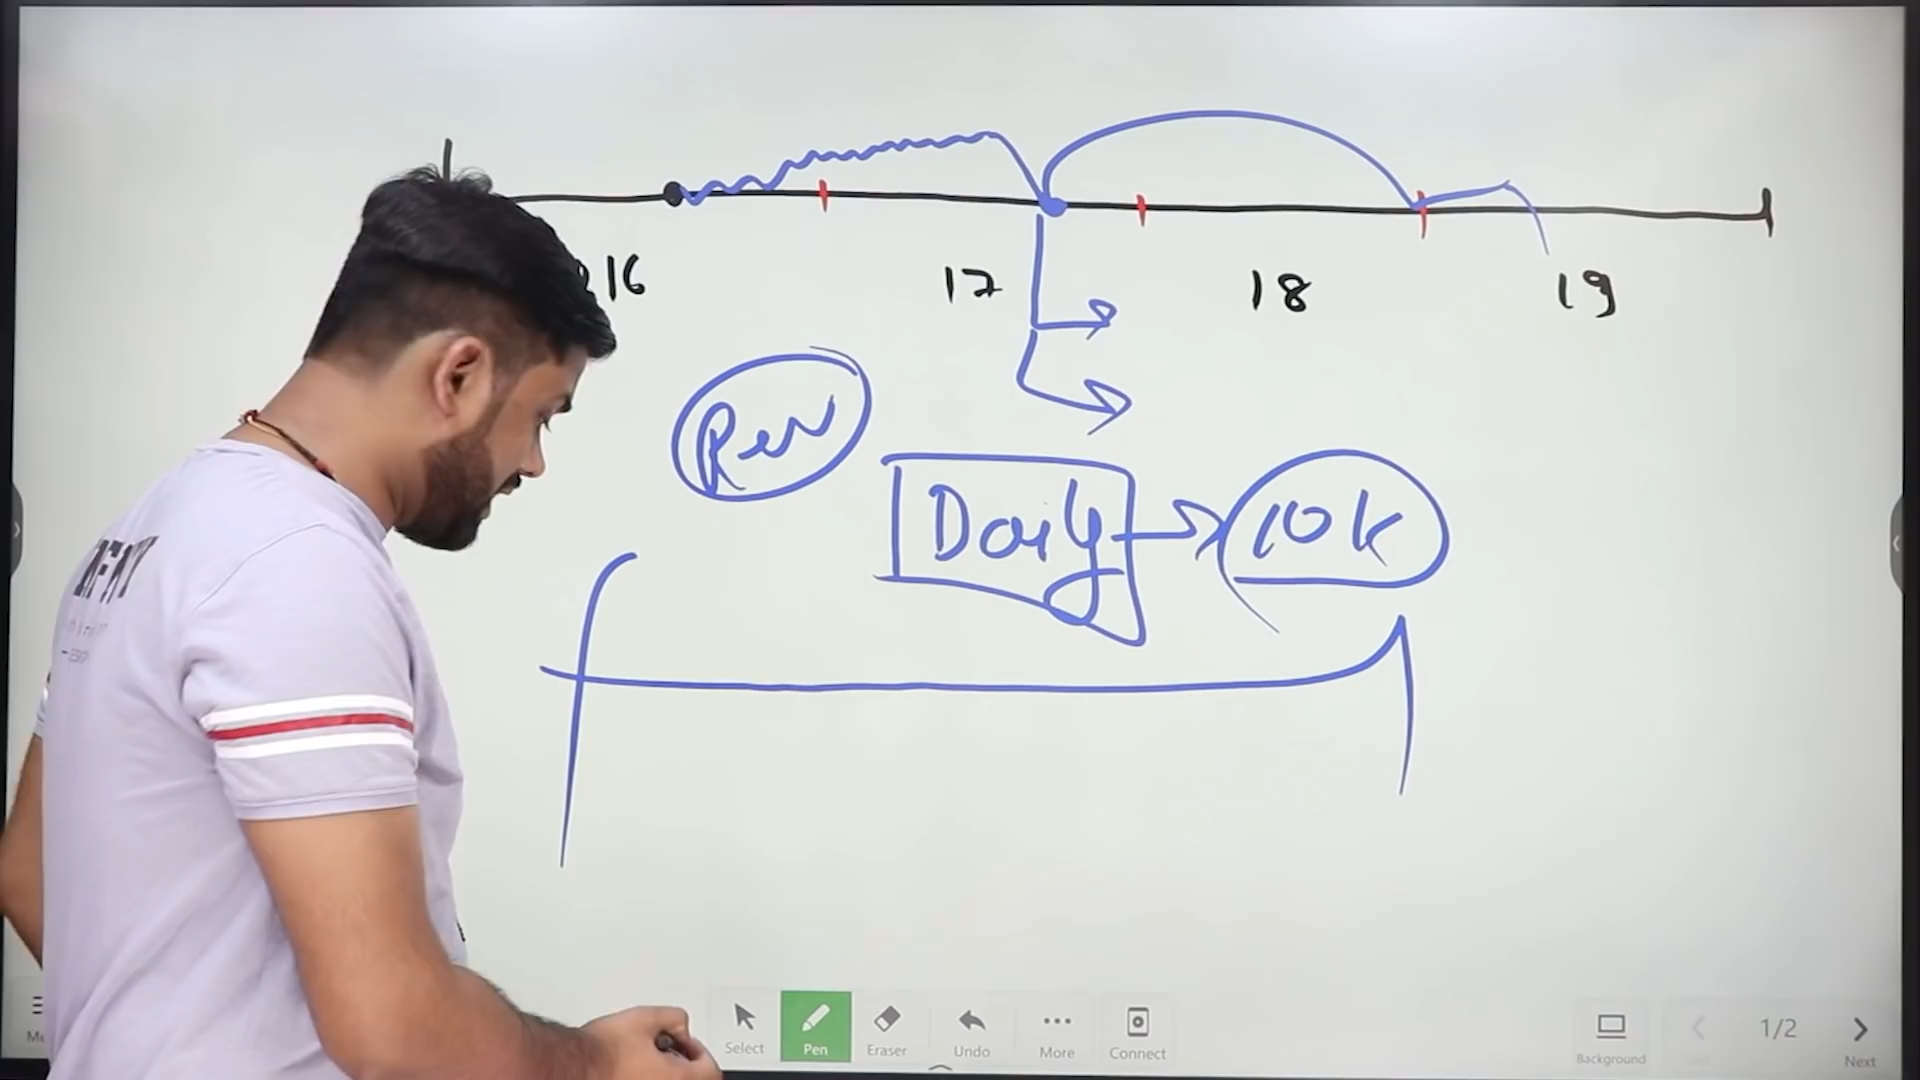 16 17 18 19
Rev
Daily 10k
Select Pen Eraser Undo More Connect
Background 1/2 Next